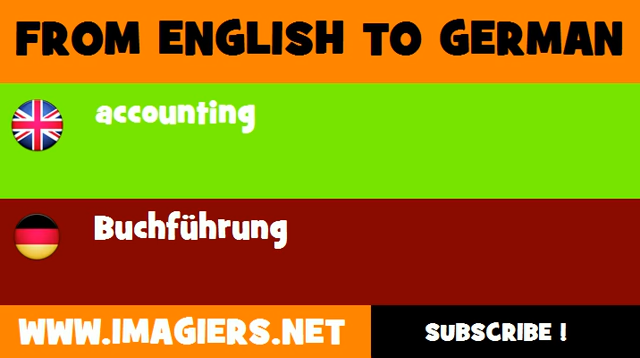 FROM ENGLISH TO GERMAN
accounting
Buchführung
WWW.IMAGIERS.NET
SUBSCRIBE !